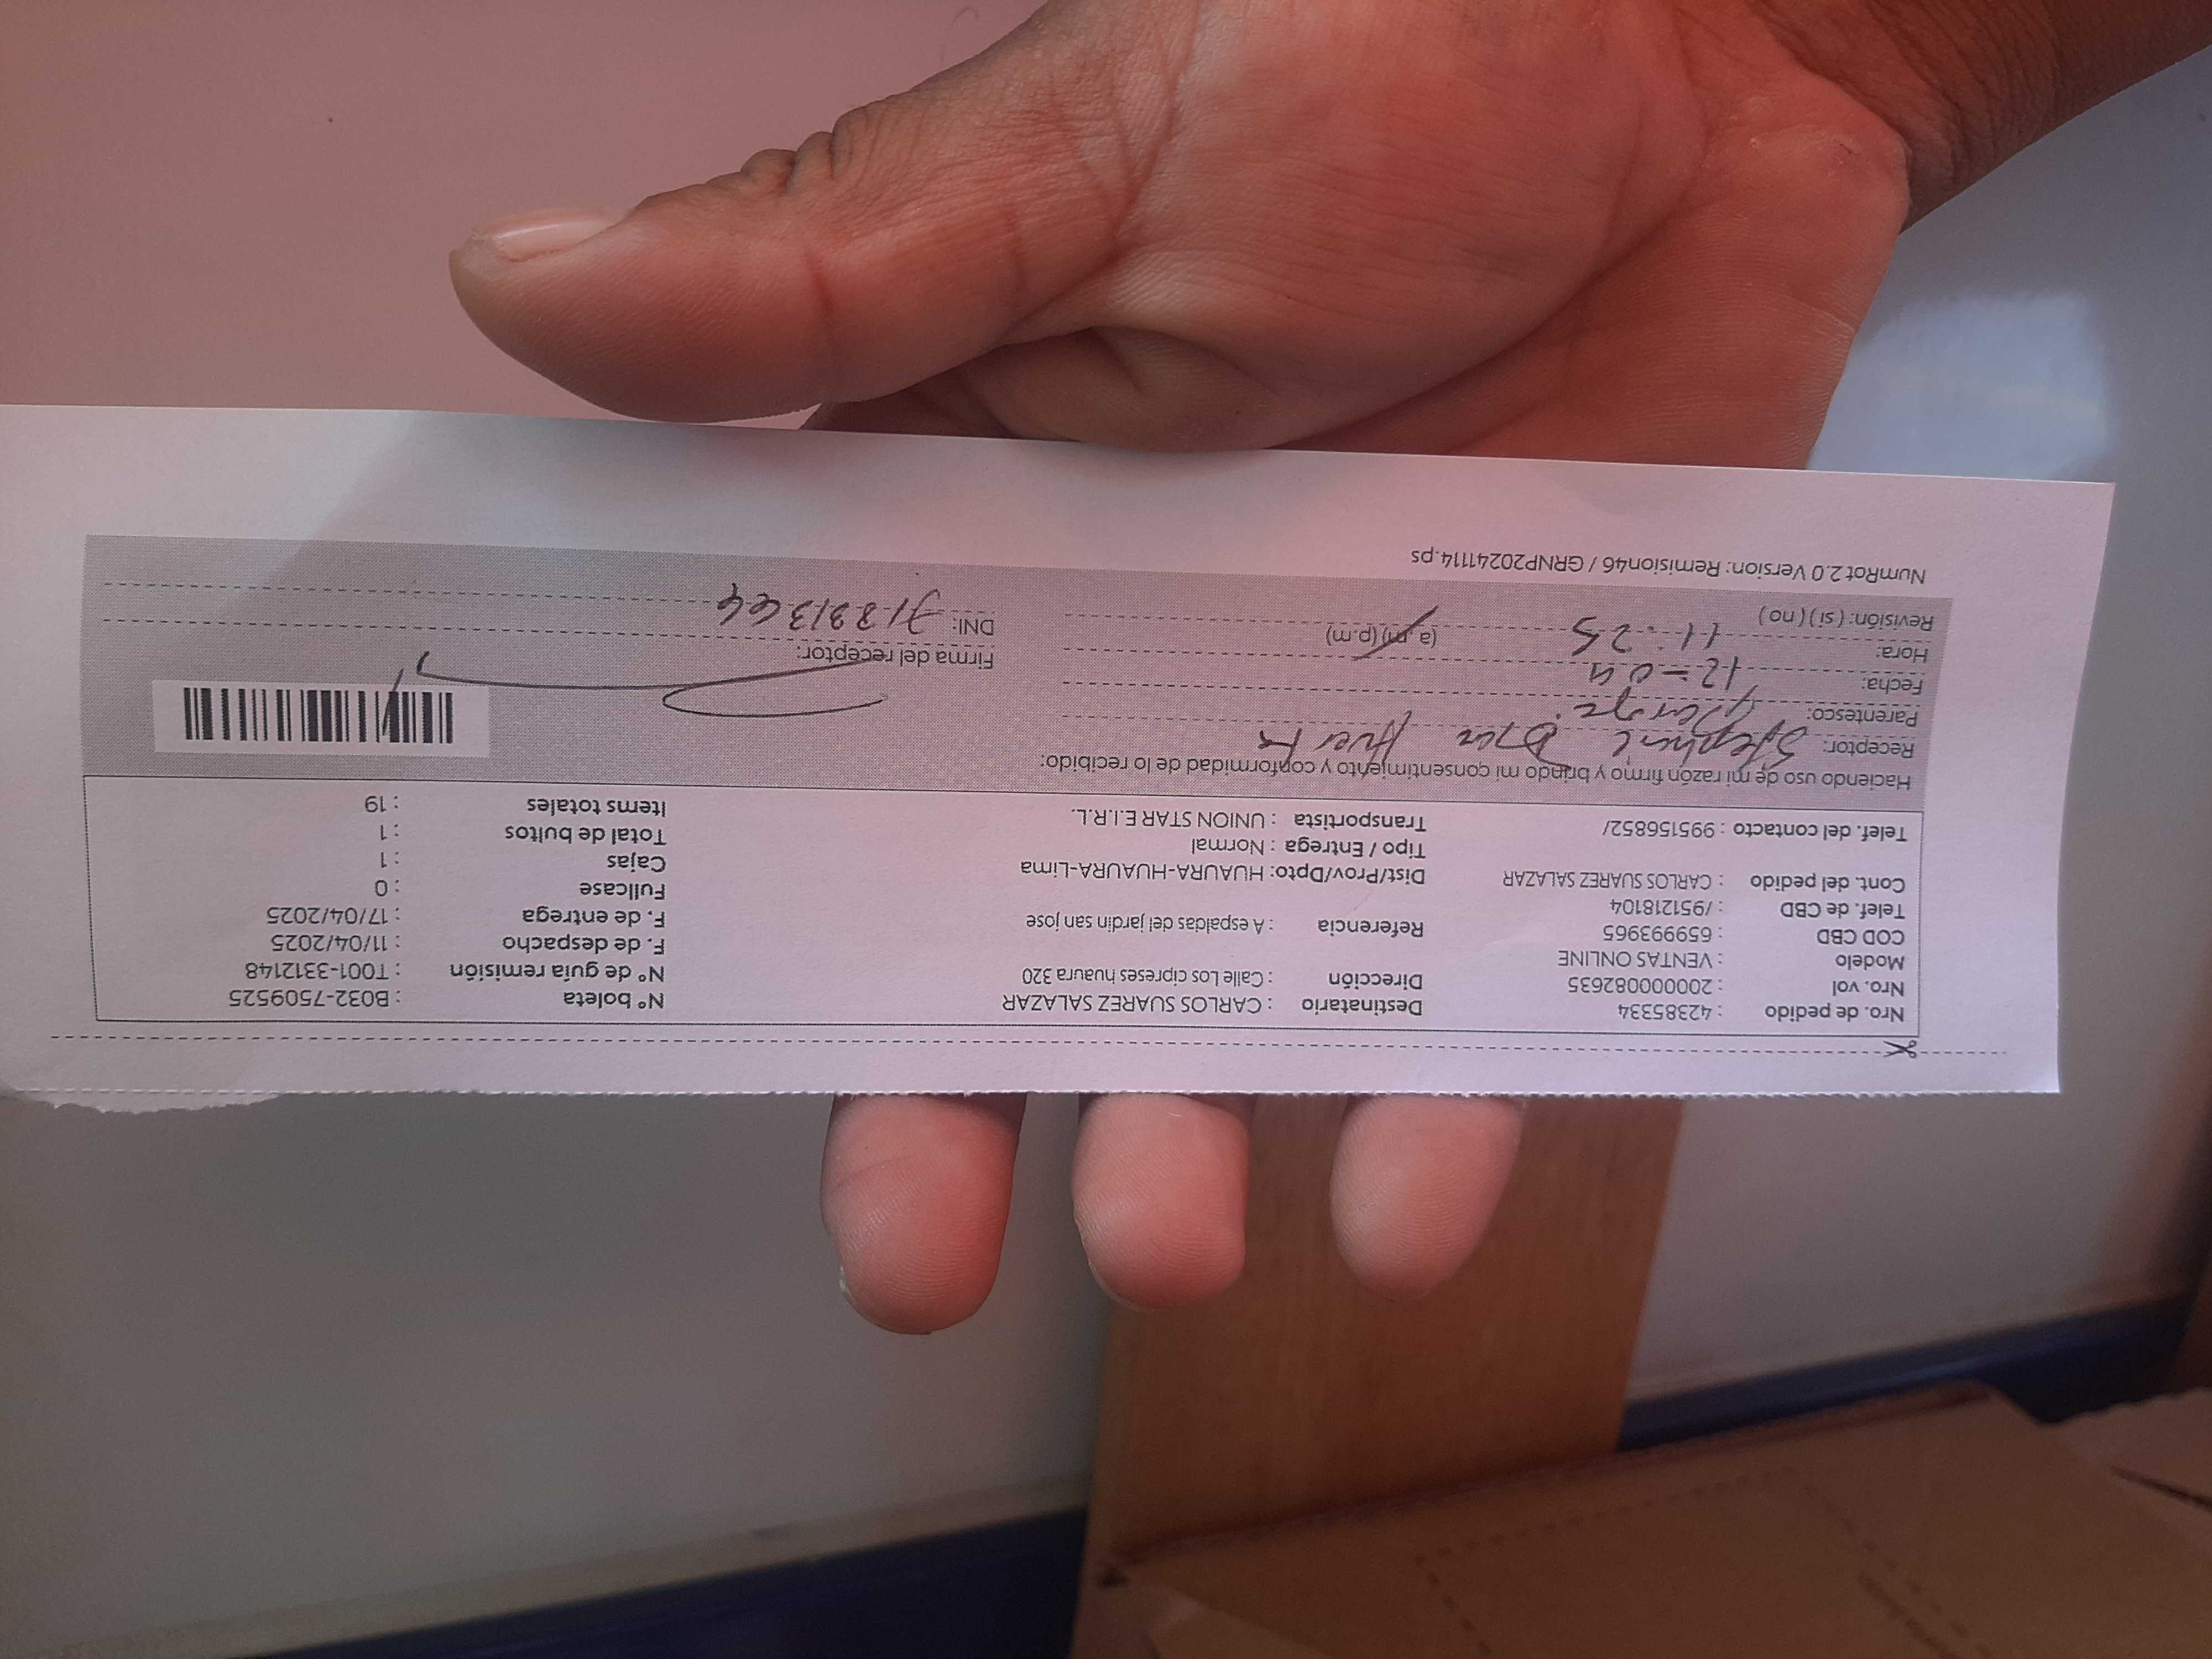 Nro. de pedido : 42385334
Nro. vol : 2000000082635
Modelo : VENTAS ONLINE
COD CBD : 659993965
Telef. de CBD : /951218104
Cont. del pedido : CARLOS SUAREZ SALAZAR
Telef. del contacto : 995156852/
Destinatario : CARLOS SUAREZ SALAZAR
Dirección : Calle Los cipreses huaura 320
Referencia : A espaldas del jardin san jose
Dist/Prov/Dpto: HUAURA-HUAURA-Lima
Tipo / Entrega : Normal
Transportista : UNION STAR E.I.R.L.
N° boleta : B032-7509525
N° de guía remisión : T001-3312148
F. de despacho : 11/04/2025
F. de entrega : 17/04/2025
Fullcase : 0
Cajas : 1
Total de bultos : 1
Items totales : 19
Haciendo uso de mi razón firmo y brindo mi consentimiento y conformidad de lo recibido:
Receptor:
Parentesco:
Fecha: 12-04
Hora: 11:25 (a.m) (p.m)
Revisión: ( si ) ( no )
Firma del receptor:
DNI:
NumRot 2.0 Version: Remision46 / GRNP20241114.ps